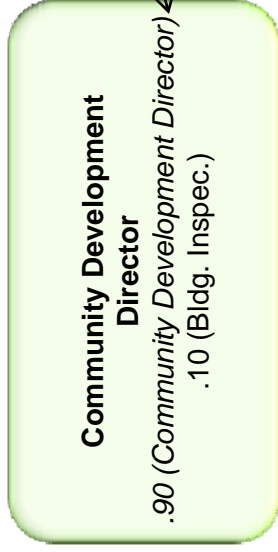 Community Development
Director
.90 (Community Development Director)
.10 (Bldg. Inspec.)